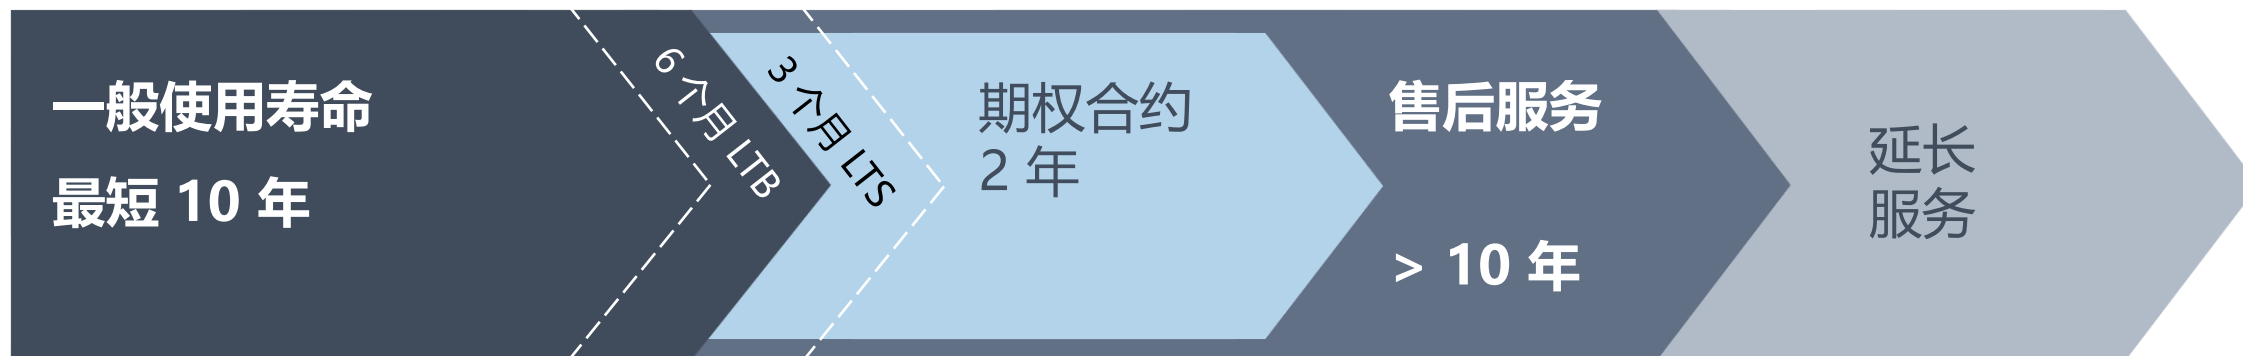 一般使用寿命
最短 10 年
6 个月 LTB
3 个月 LTS
期权合约
2 年
售后服务
> 10 年
延长
服务